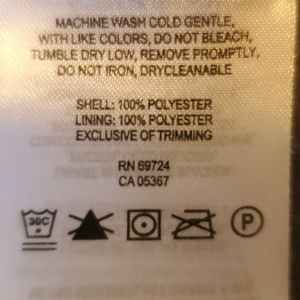 MACHINE WASH COLD GENTLE,
WITH LIKE COLORS, DO NOT BLEACH,
TUMBLE DRY LOW, REMOVE PROMPTLY,
DO NOT IRON, DRYCLEANABLE
SHELL: 100% POLYESTER
LINING: 100% POLYESTER
EXCLUSIVE OF TRIMMING
RN 69724
CA 05367
30C P